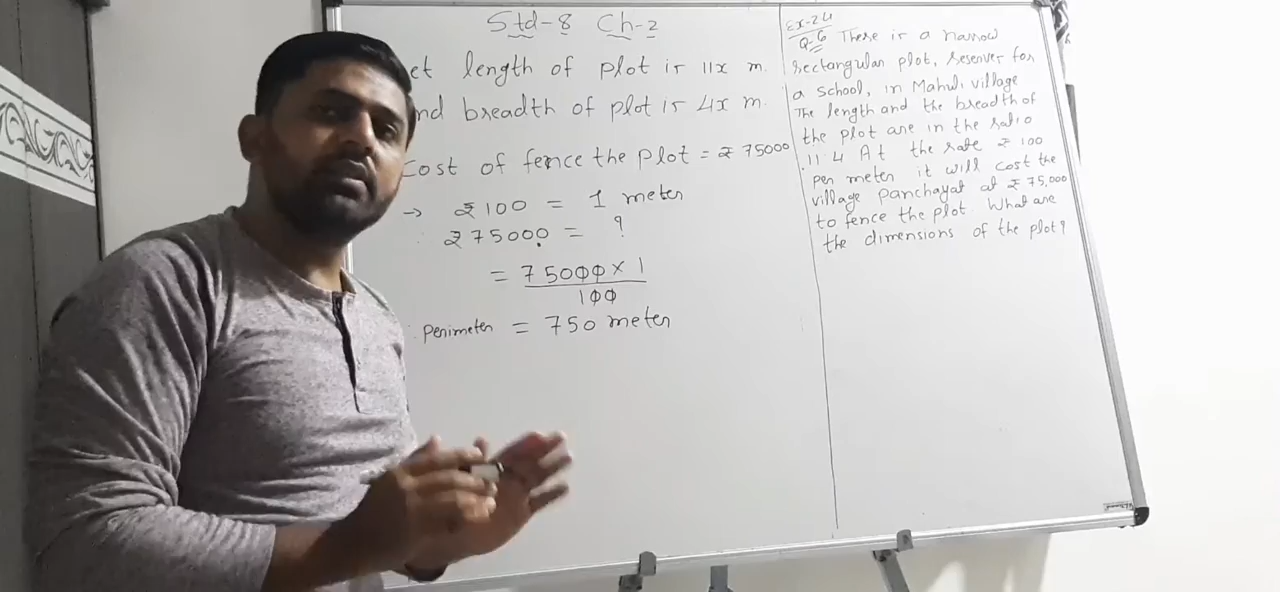 Std-8 Ch-2
et length of plot is 11x m.
nd breadth of plot is 4x m.
Cost of fence the plot = ₹ 75000
→ ₹100 = 1 meter
∴ ₹75000 = ?
= 75000 × 1
100
∴ Perimeter = 750 meter
Ex-2.4
Q-6 There is a narrow
rectangular plot, reserver for
a school, in Mahuli village
The length and the breadth of
the plot are in the ratio
11:4 At the rate ₹ 100
per meter it will cost the
village panchayat at ₹ 75,000
to fence the plot. What are
the dimensions of the plot?